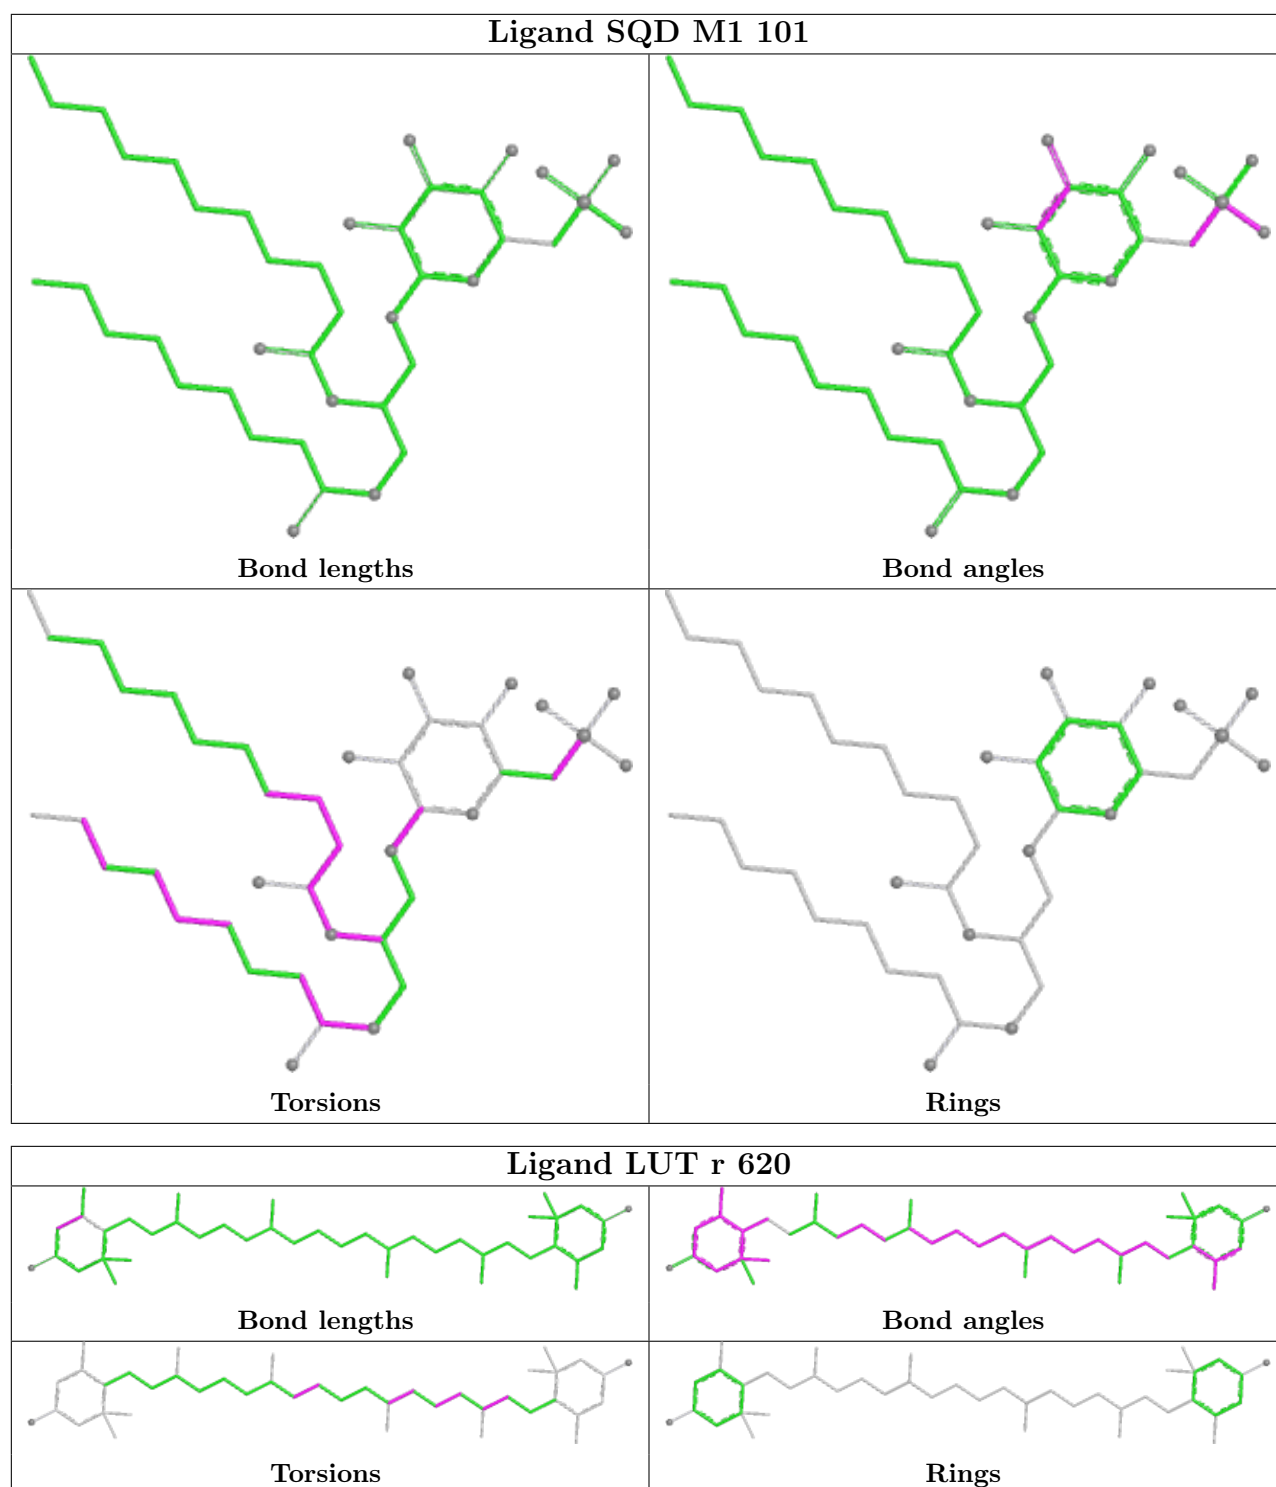 Ligand SQD M1 101
Bond lengths
Bond angles
Torsions
Rings
Ligand LUT r 620
Bond lengths
Bond angles
Torsions
Rings